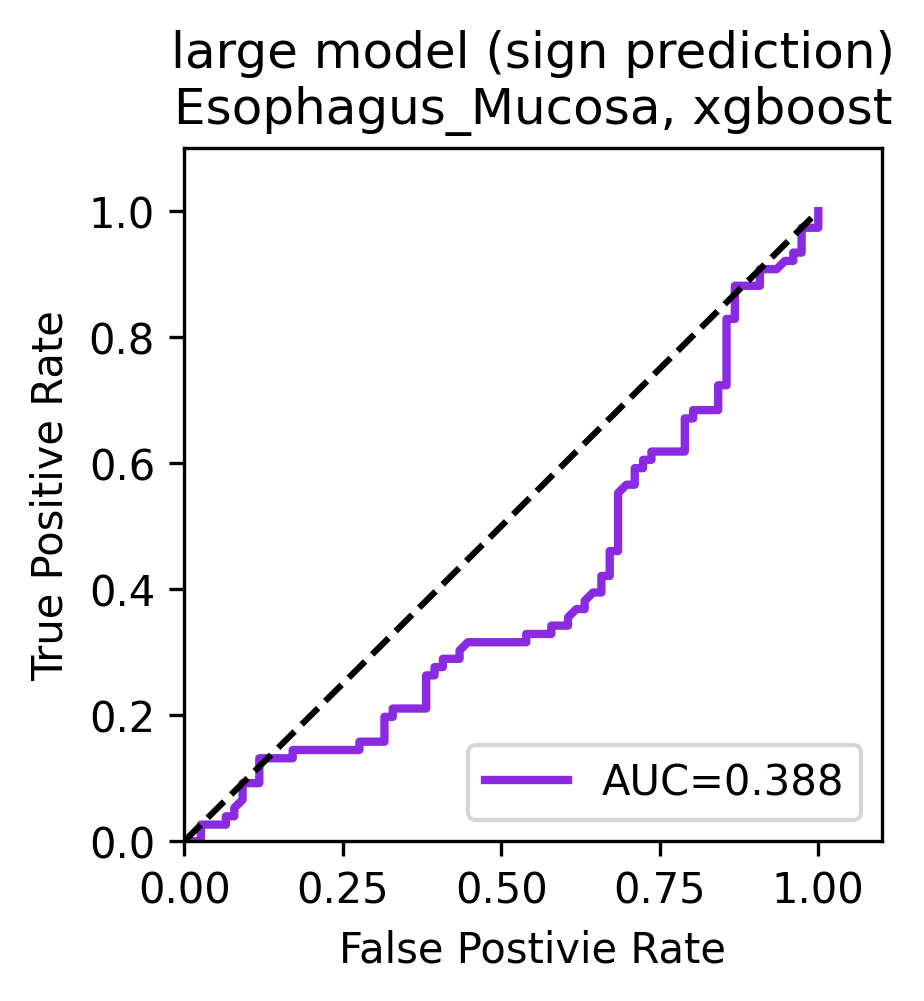 large model (sign prediction)
Esophagus_Mucosa, xgboost
1.0
0.8
0.6
0.4
0.2
0.0
True Positive Rate
AUC=0.388
0.00 0.25 0.50 0.75 1.00
False Postivie Rate